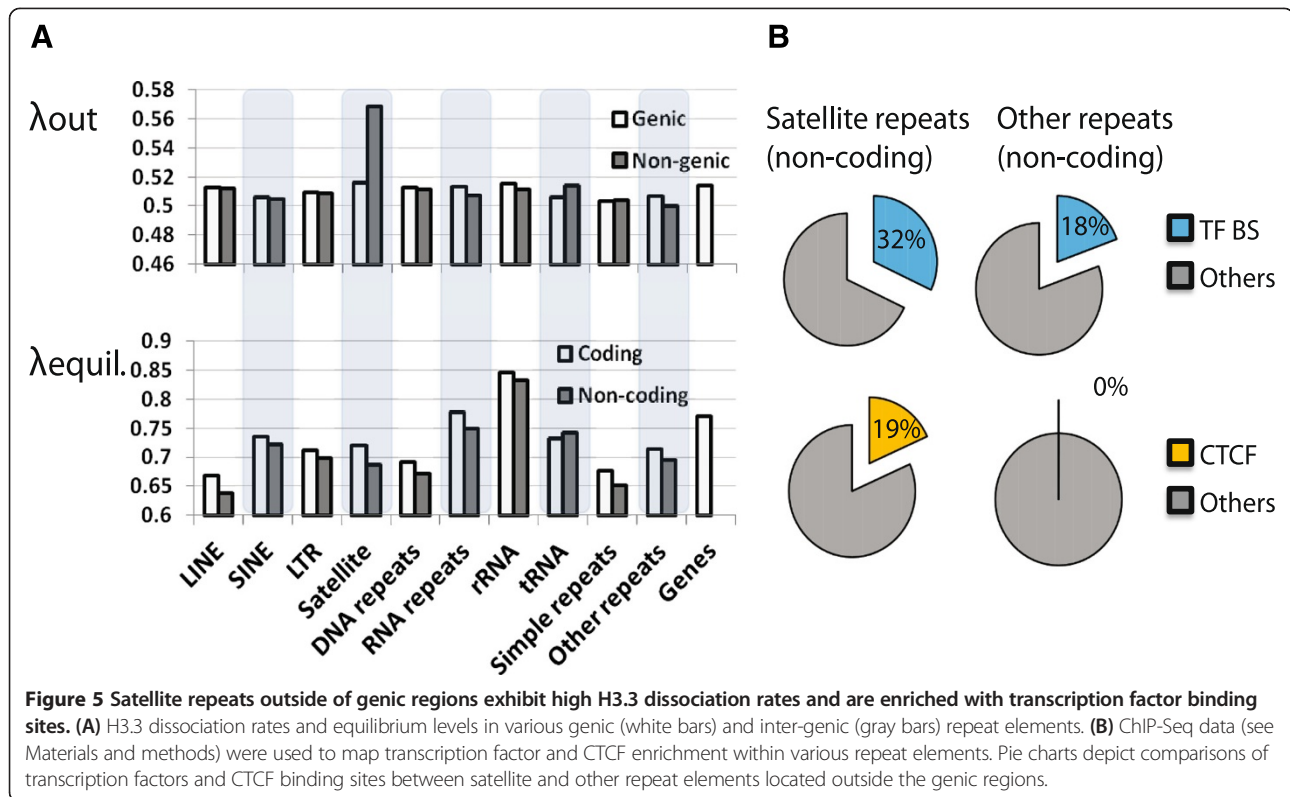 A
B
λout
0.58
0.56
0.54
0.52
0.5
0.48
0.46
Genic
Non-genic
λequil.
0.9
0.85
0.8
0.75
0.7
0.65
0.6
Coding
Non-coding
LINE
SINE
LTR
Satellite
DNA repeats
RNA repeats
rRNA
tRNA
Simple repeats
Other repeats
Genes
Satellite repeats
(non-coding)
Other repeats
(non-coding)
32%
18%
TF BS
Others
19%
0%
CTCF
Others
Figure 5 Satellite repeats outside of genic regions exhibit high H3.3 dissociation rates and are enriched with transcription factor binding
sites. (A) H3.3 dissociation rates and equilibrium levels in various genic (white bars) and inter-genic (gray bars) repeat elements. (B) ChIP-Seq data (see
Materials and methods) were used to map transcription factor and CTCF enrichment within various repeat elements. Pie charts depict comparisons of
transcription factors and CTCF binding sites between satellite and other repeat elements located outside the genic regions.